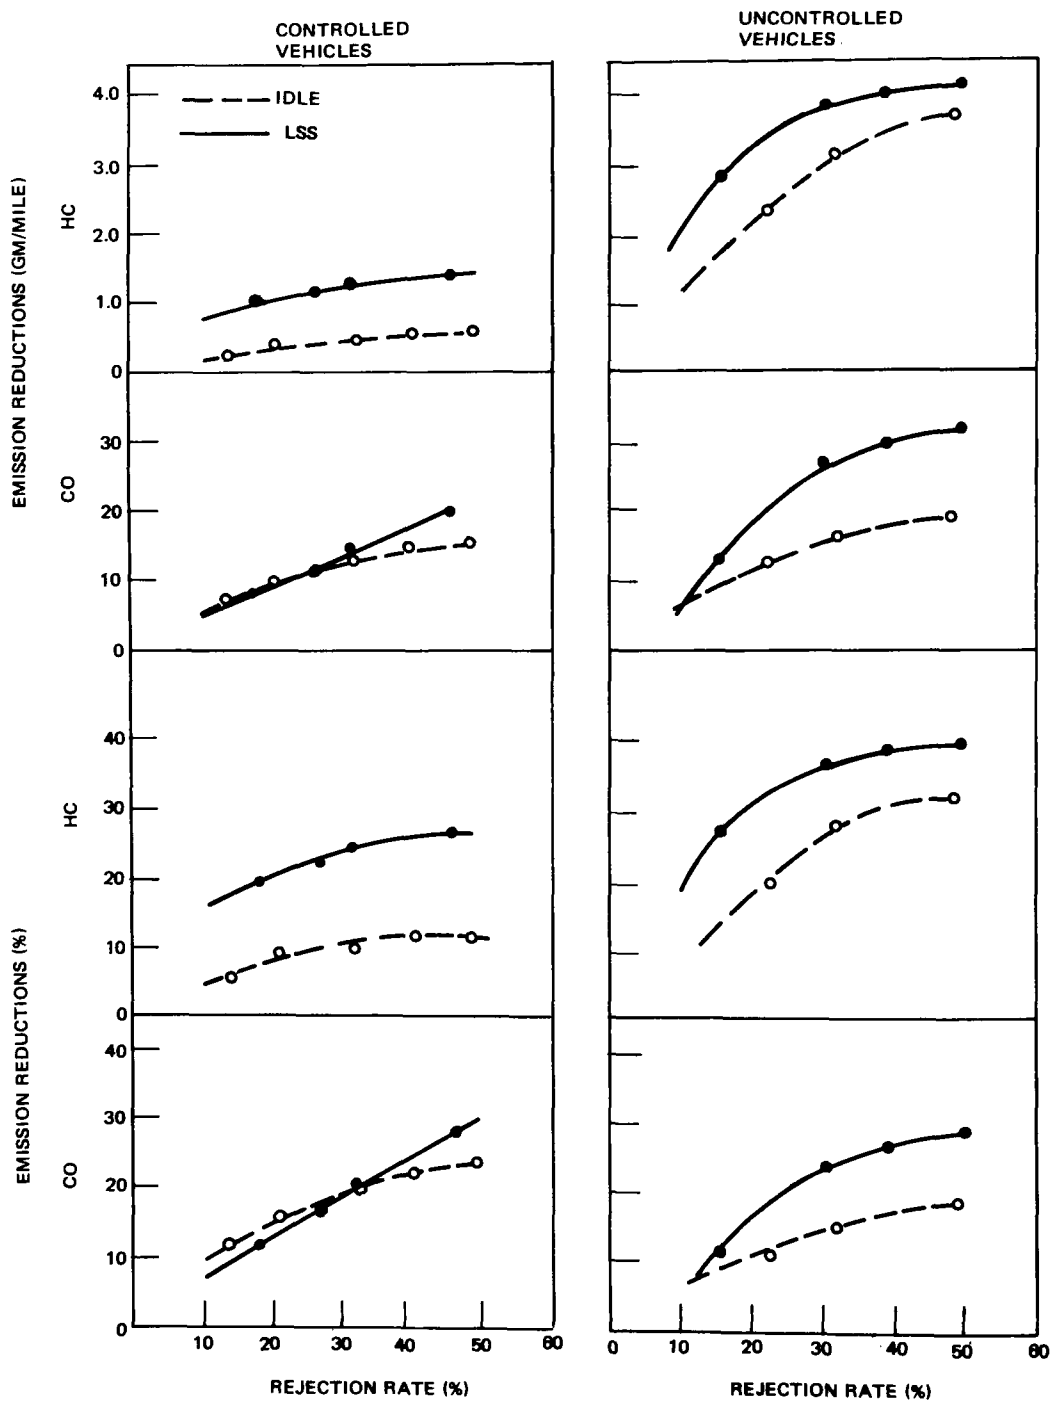 CONTROLLED
VEHICLES
UNCONTROLLED
VEHICLES
IDLE
LSS
EMISSION REDUCTIONS (GM/MILE)
HC
4.0
3.0
2.0
1.0
0
CO
30
20
10
0
EMISSION REDUCTIONS (%)
HC
40
30
20
10
0
CO
40
30
20
10
0
10 20 30 40 50 60
REJECTION RATE (%)
0 10 20 30 40 50 60
REJECTION RATE (%)